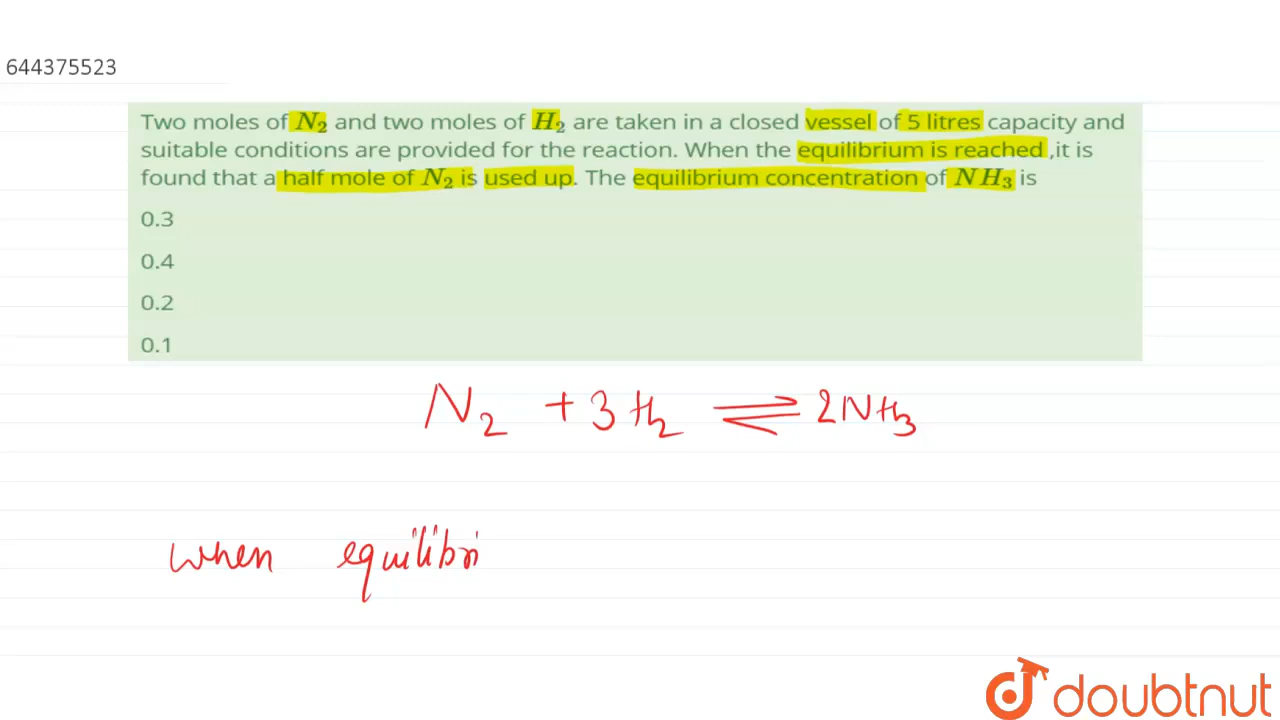 644375523
Two moles of N₂ and two moles of H₂ are taken in a closed vessel of 5 litres capacity and
suitable conditions are provided for the reaction. When the equilibrium is reached ,it is
found that a half mole of N₂ is used up. The equilibrium concentration of NH₃ is
0.3
0.4
0.2
0.1
N₂ + 3H₂ ⇌ 2NH₃
when equilibri
doubtnut